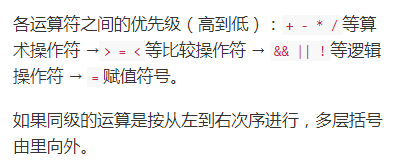 各运算符之间的优先级（高到低）：+ - * / 等算
术操作符 → > = < 等比较操作符 → && || ! 等逻辑
操作符 → = 赋值符号。
如果同级的运算是按从左到右次序进行，多层括号
由里向外。